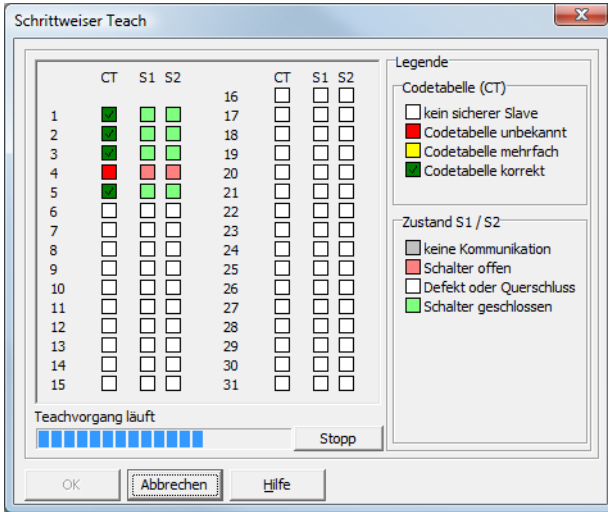 Schrittweiser Teach
CT S1 S2 CT S1 S2
16
1 17
2 18
3 19
4 20
5 21
6 22
7 23
8 24
9 25
10 26
11 27
12 28
13 29
14 30
15 31
Teachvorgang läuft
Stopp
OK Abbrechen Hilfe
Legende
Codetabelle (CT)
kein sicherer Slave
Codetabelle unbekannt
Codetabelle mehrfach
Codetabelle korrekt
Zustand S1 / S2
keine Kommunikation
Schalter offen
Defekt oder Querschluss
Schalter geschlossen